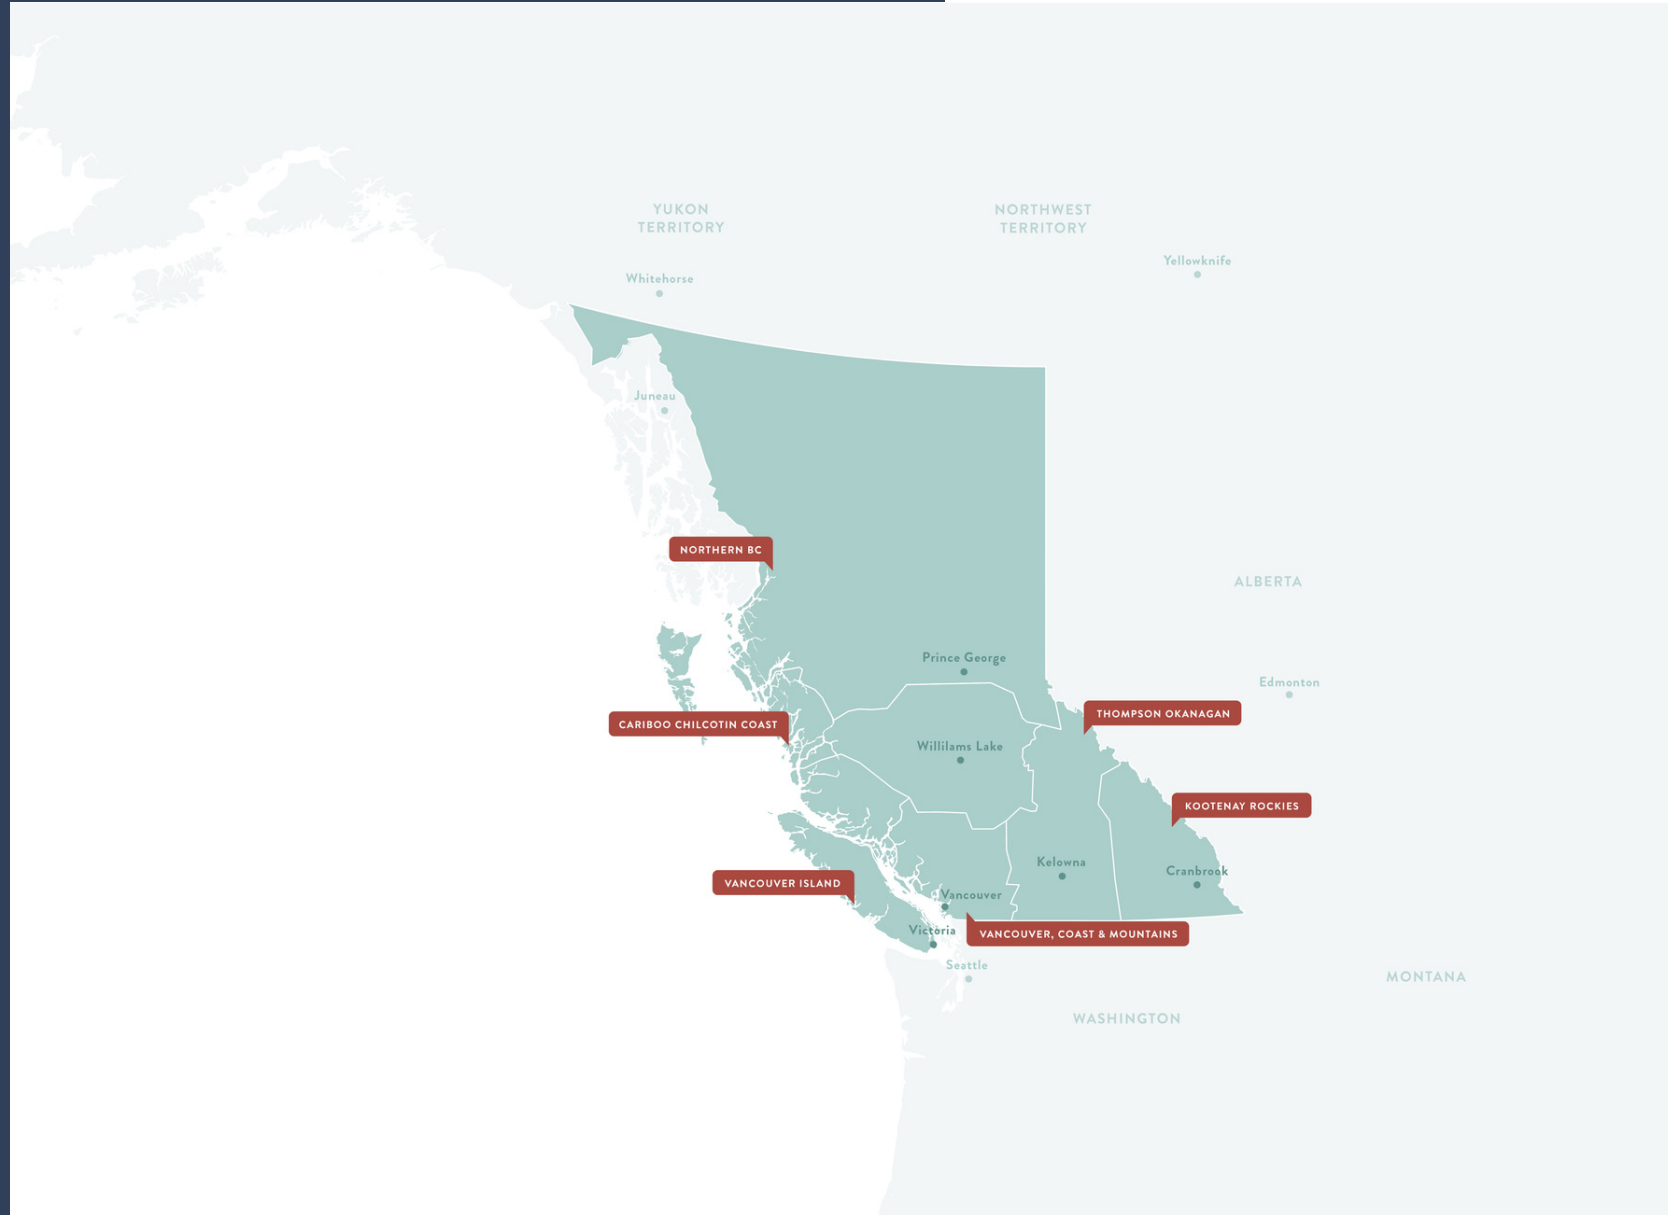 YUKON
TERRITORY
NORTHWEST
TERRITORY
Yellowknife
Whitehorse
Juneau
NORTHERN BC
ALBERTA
Prince George
Edmonton
THOMPSON OKANAGAN
CARIBOO CHILCOTIN COAST
Willilams Lake
KOOTENAY ROCKIES
Kelowna
Cranbrook
VANCOUVER ISLAND
Vancouver
Victoria
VANCOUVER, COAST & MOUNTAINS
Seattle
MONTANA
WASHINGTON